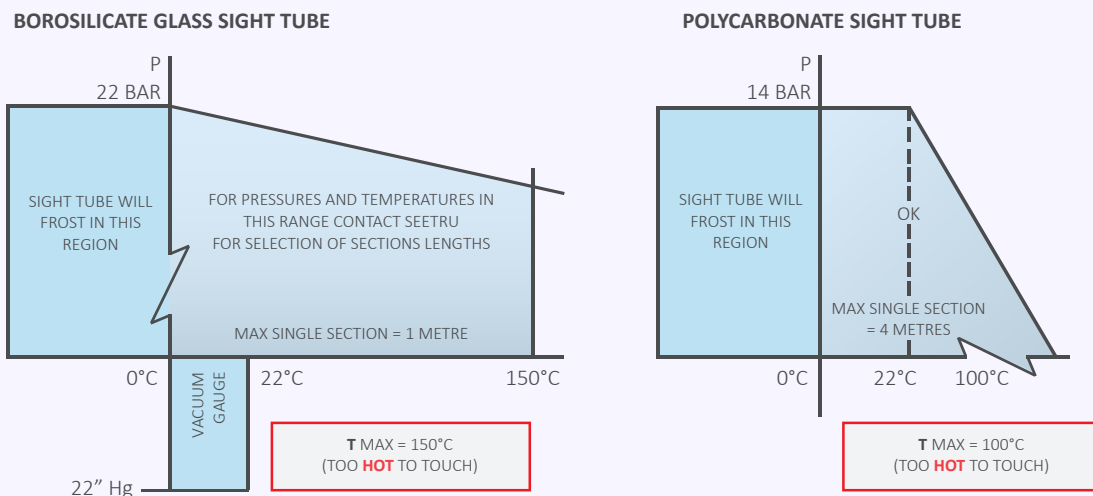 BOROSILICATE GLASS SIGHT TUBE
P
22 BAR
SIGHT TUBE WILL
FROST IN THIS
REGION
FOR PRESSURES AND TEMPERATURES IN
THIS RANGE CONTACT SEETRU
FOR SELECTION OF SECTIONS LENGTHS
MAX SINGLE SECTION = 1 METRE
0°C
22°C
150°C
VACUUM
GAUGE
22” Hg
T MAX = 150°C
(TOO HOT TO TOUCH)
POLYCARBONATE SIGHT TUBE
P
14 BAR
SIGHT TUBE WILL
FROST IN THIS
REGION
OK
MAX SINGLE SECTION
= 4 METRES
0°C
22°C
100°C
T MAX = 100°C
(TOO HOT TO TOUCH)